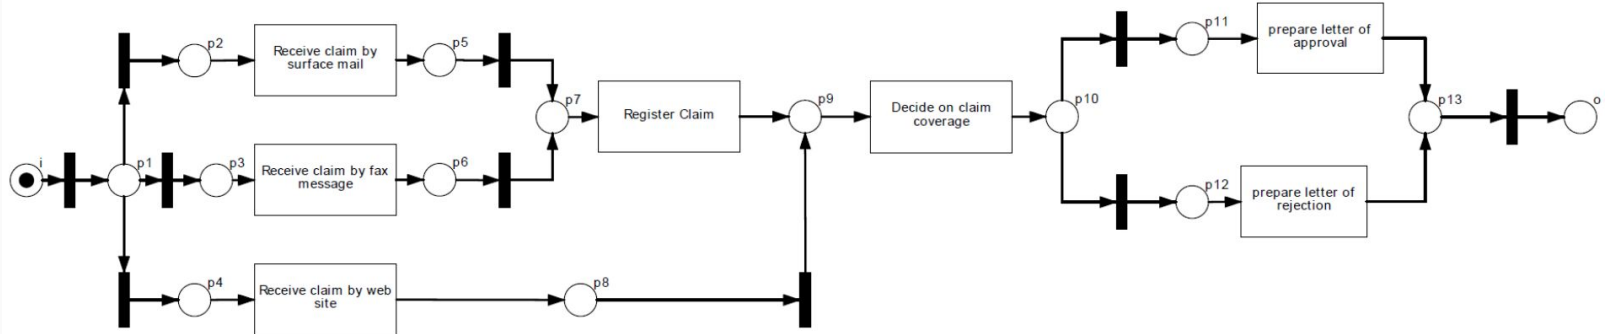 i
p1
p2
Receive claim by
surface mail
p5
p3
Receive claim by fax
message
p6
p4
Receive claim by web
site
p8
p7
Register Claim
p9
Decide on claim
coverage
p10
p11
prepare letter of
approval
p12
prepare letter of
rejection
p13
o